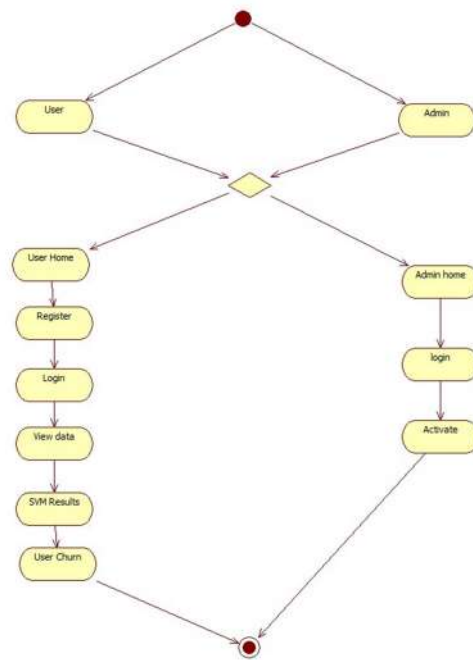 User
Admin
User Home
Admin home
Register
login
Login
Activate
View data
SVM Results
User Churn